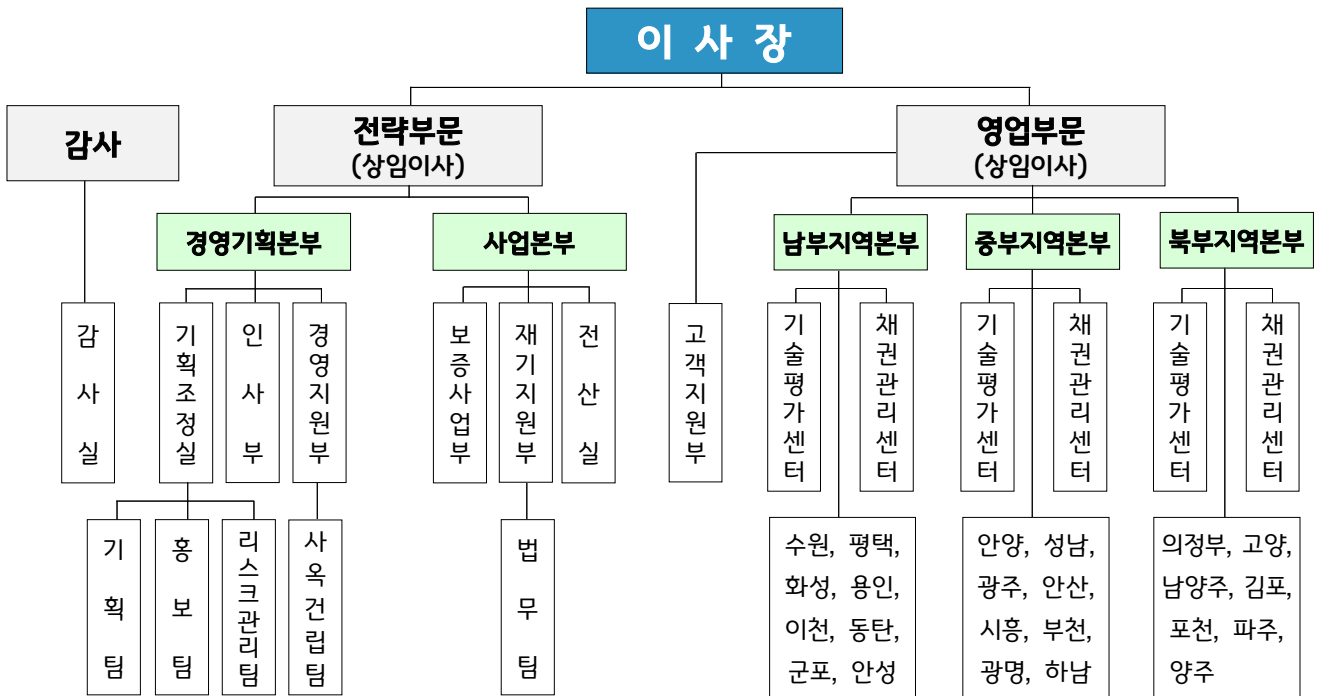 이 사 장
감사
전략부문
(상임이사)
영업부문
(상임이사)
경영기획본부
사업본부
남부지역본부
중부지역본부
북부지역본부
감사실
기획조정실
인사부
경영지원부
보증사업부
재기지원부
전산실
고객지원부
기술평가센터
채권관리센터
기술평가센터
채권관리센터
기술평가센터
채권관리센터
기획팀
홍보팀
리스크관리팀
사옥건립팀
법무팀
수원, 평택,
화성, 용인,
이천, 동탄,
군포, 안성
안양, 성남,
광주, 안산,
시흥, 부천,
광명, 하남
의정부, 고양,
남양주, 김포,
포천, 파주,
양주